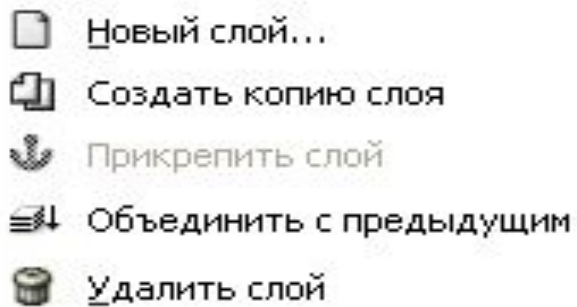 Новый слой...
Создать копию слоя
Прикрепить слой
Объединить с предыдущим
Удалить слой